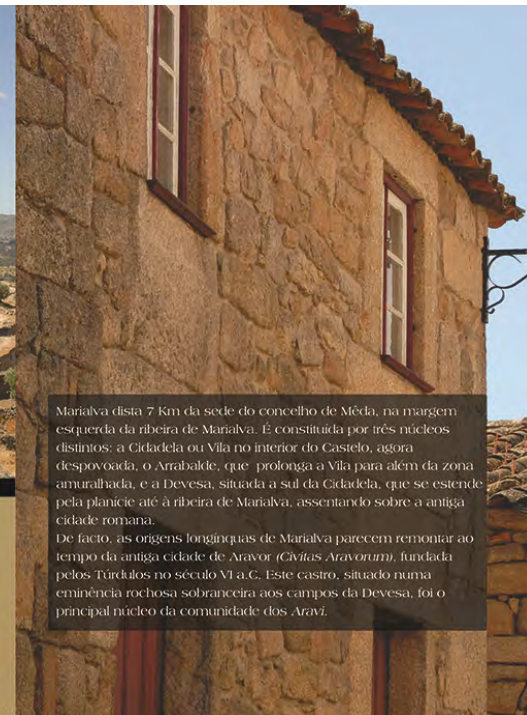 Marialva dista 7 Km da sede do concelho de Mêda, na margem
esquerda da ribeira de Marialva. É constituída por três núcleos
distintos: a Cidadela ou Vila no interior do Castelo, agora
despovoada, o Arrabalde, que prolonga a Vila para além da zona
amuralhada, e a Devesa, situada a sul da Cidadela, que se estende
pela planície até à ribeira de Marialva, assentando sobre a antiga
cidade romana.
De facto, as origens longínquas de Marialva parecem remontar ao
tempo da antiga cidade de Aravor (Civitas Aravorum), fundada
pelos Túrdulos no século VI a.C. Este castro, situado numa
eminência rochosa sobranceira aos campos da Devesa, foi o
principal núcleo da comunidade dos Aravi.